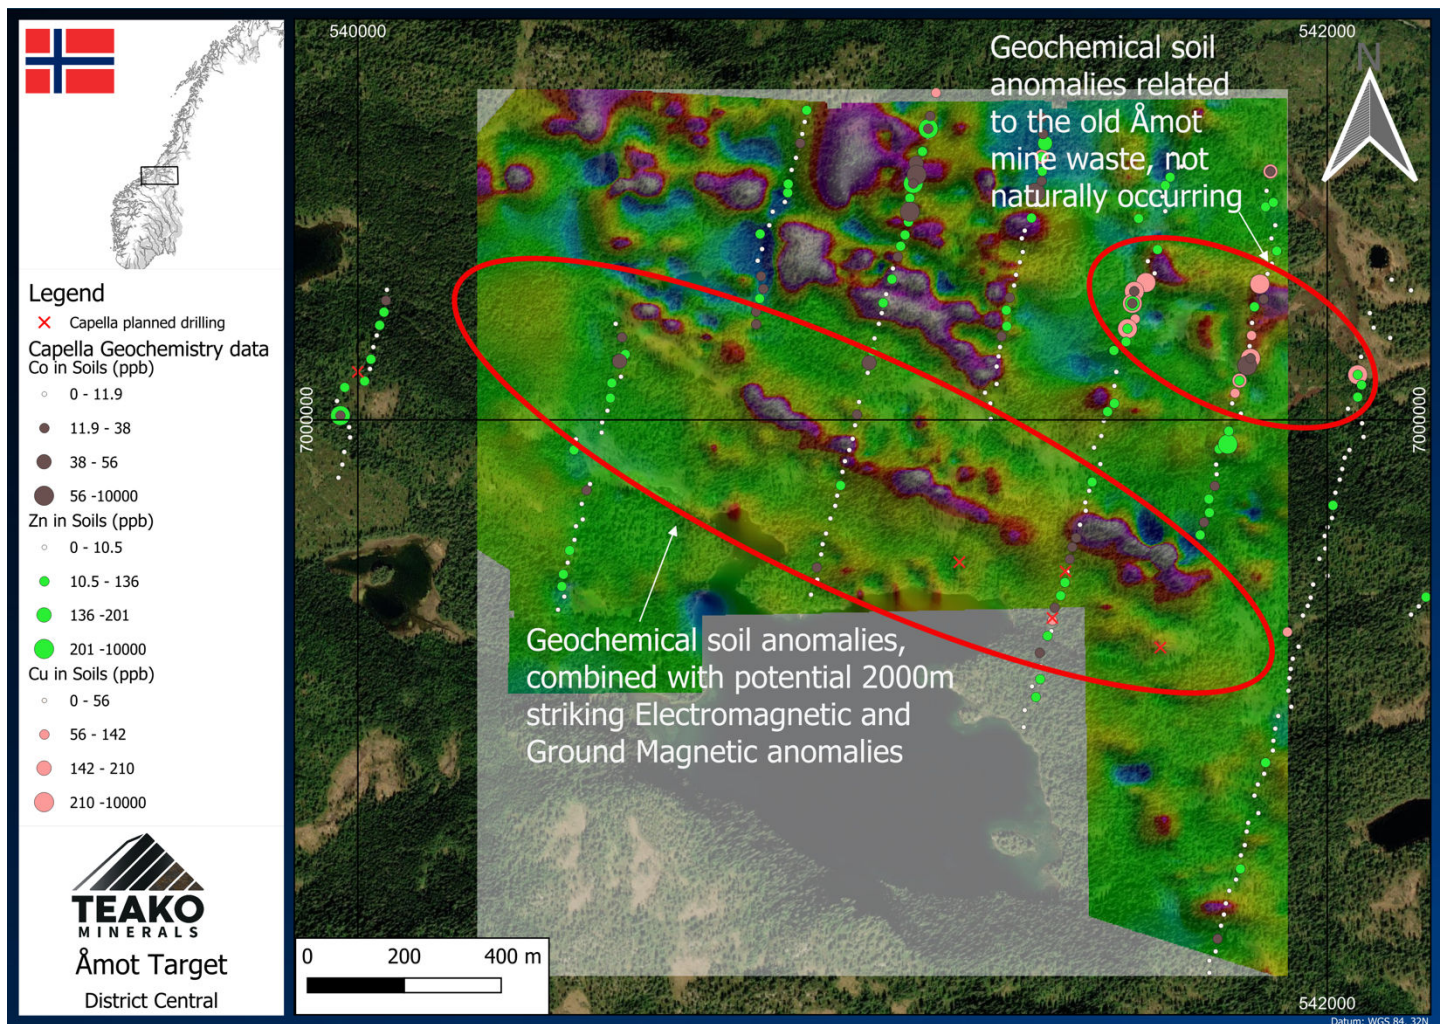 Legend
Capella planned drilling
Capella Geochemistry data
Co in Soils (ppb)
0 - 11.9
11.9 - 38
38 - 56
56 -10000
Zn in Soils (ppb)
0 - 10.5
10.5 - 136
136 -201
201 -10000
Cu in Soils (ppb)
0 - 56
56 - 142
142 - 210
210 -10000
TEAKO
MINERALS
Åmot Target
District Central
540000
542000
N
Geochemical soil
anomalies related
to the old Åmot
mine waste, not
naturally occurring
7000000
7000000
Geochemical soil anomalies,
combined with potential 2000m
striking Electromagnetic and
Ground Magnetic anomalies
0 200 400 m
542000
Datum: WGS 84, 32N